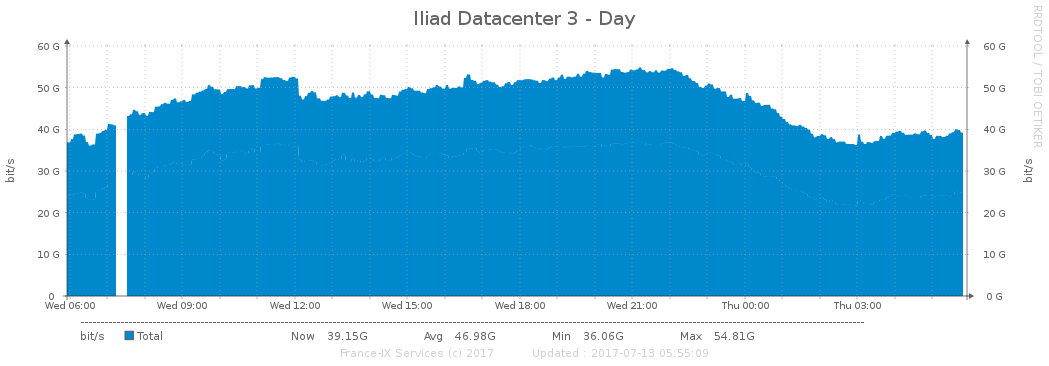 Iliad Datacenter 3 - Day
RRDTOOL / TOBI OETIKER
60 G 60 G
50 G 50 G
40 G 40 G
30 G 30 G
20 G 20 G
10 G 10 G
0 0 G
bit/s bit/s
Wed 06:00 Wed 09:00 Wed 12:00 Wed 15:00 Wed 18:00 Wed 21:00 Thu 00:00 Thu 03:00
bit/s Total Now 39.15G Avg 46.98G Min 36.06G Max 54.81G
France-IX Services (c) 2017 Updated : 2017-07-13 05:55:09